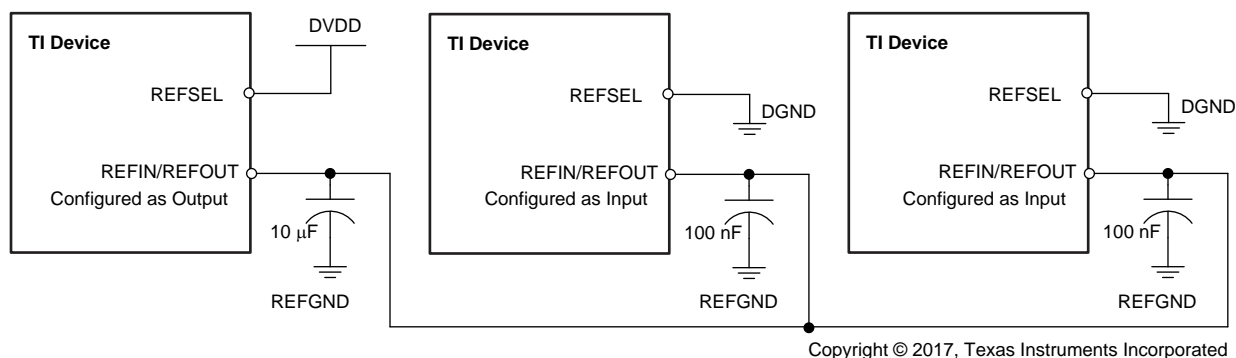 TI Device
DVDD
REFSEL
REFIN/REFOUT
Configured as Output
10 μF
REFGND
TI Device
REFSEL
DGND
REFIN/REFOUT
Configured as Input
100 nF
REFGND
TI Device
REFSEL
DGND
REFIN/REFOUT
Configured as Input
100 nF
REFGND
Copyright © 2017, Texas Instruments Incorporated